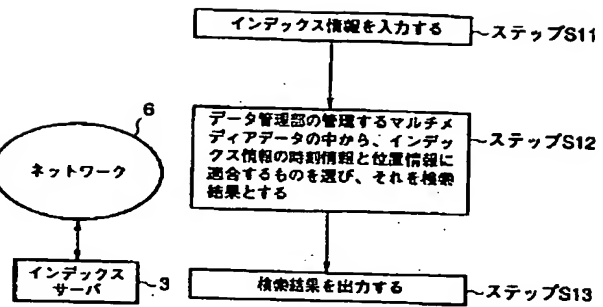 インデックス情報を入力する
ステップS11
6
ネットワーク
データ管理部の管理するマルチメ
ディアデータの中から、インデッ
クス情報の時刻情報と位置情報に
適合するものを選び、それを検索
結果とする
ステップS12
インデックス
サーバ
3
検索結果を出力する
ステップS13